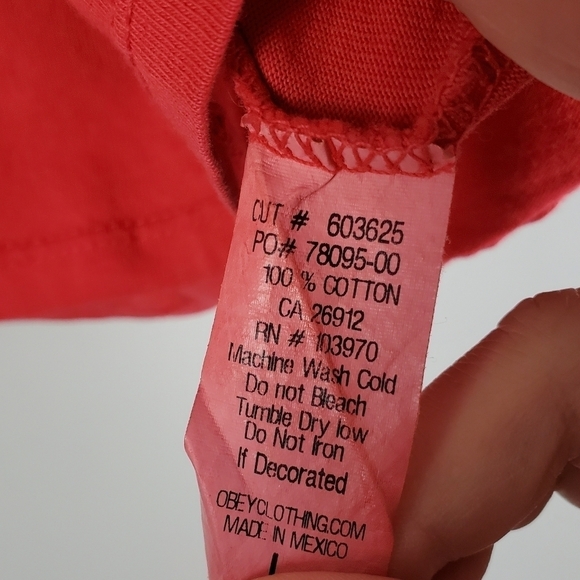 CUT # 603625
PO# 78095-00
100 % COTTON
CA 26912
RN # 103970
Machine Wash Cold
Do not Bleach
Tumble Dry low
Do Not Iron
If Decorated
OBEYCLOTHING.COM
MADE IN MEXICO